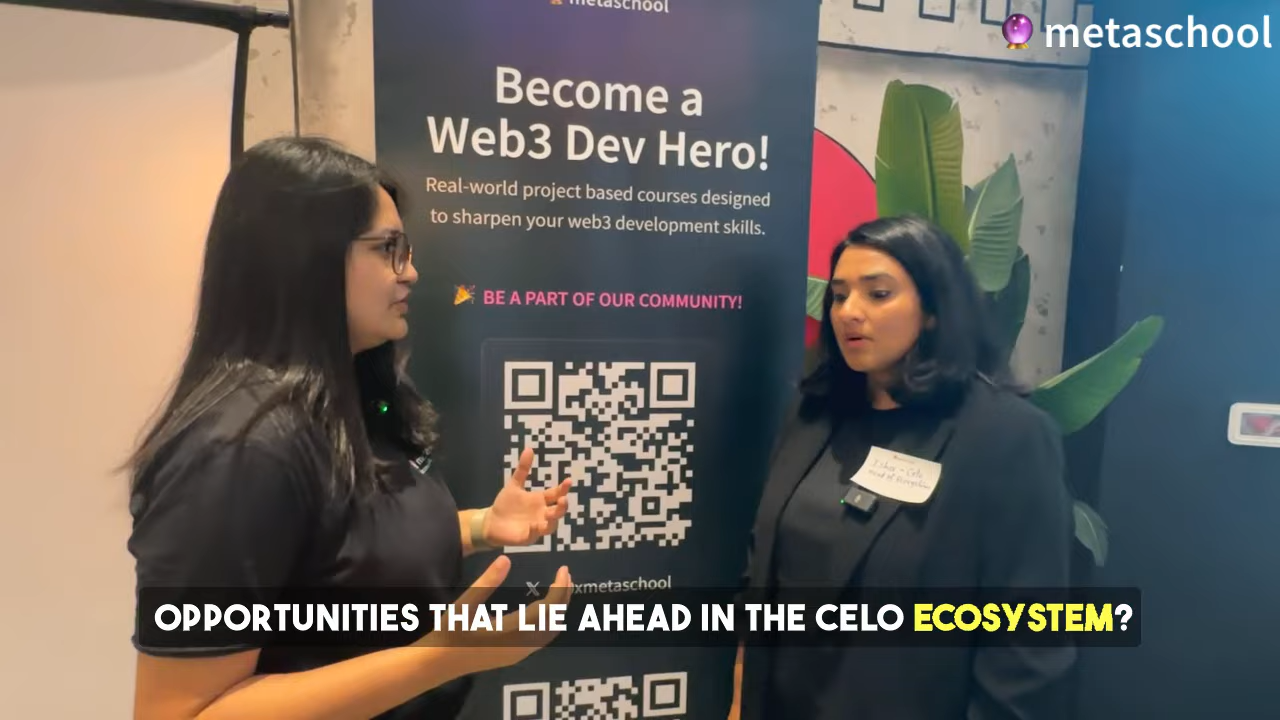 metaschool
metaschool
Become a
Web3 Dev Hero!
Real-world project based courses designed
to sharpen your web3 development skills.
BE A PART OF OUR COMMUNITY!
xmetaschool
OPPORTUNITIES THAT LIE AHEAD IN THE CELO ECOSYSTEM?